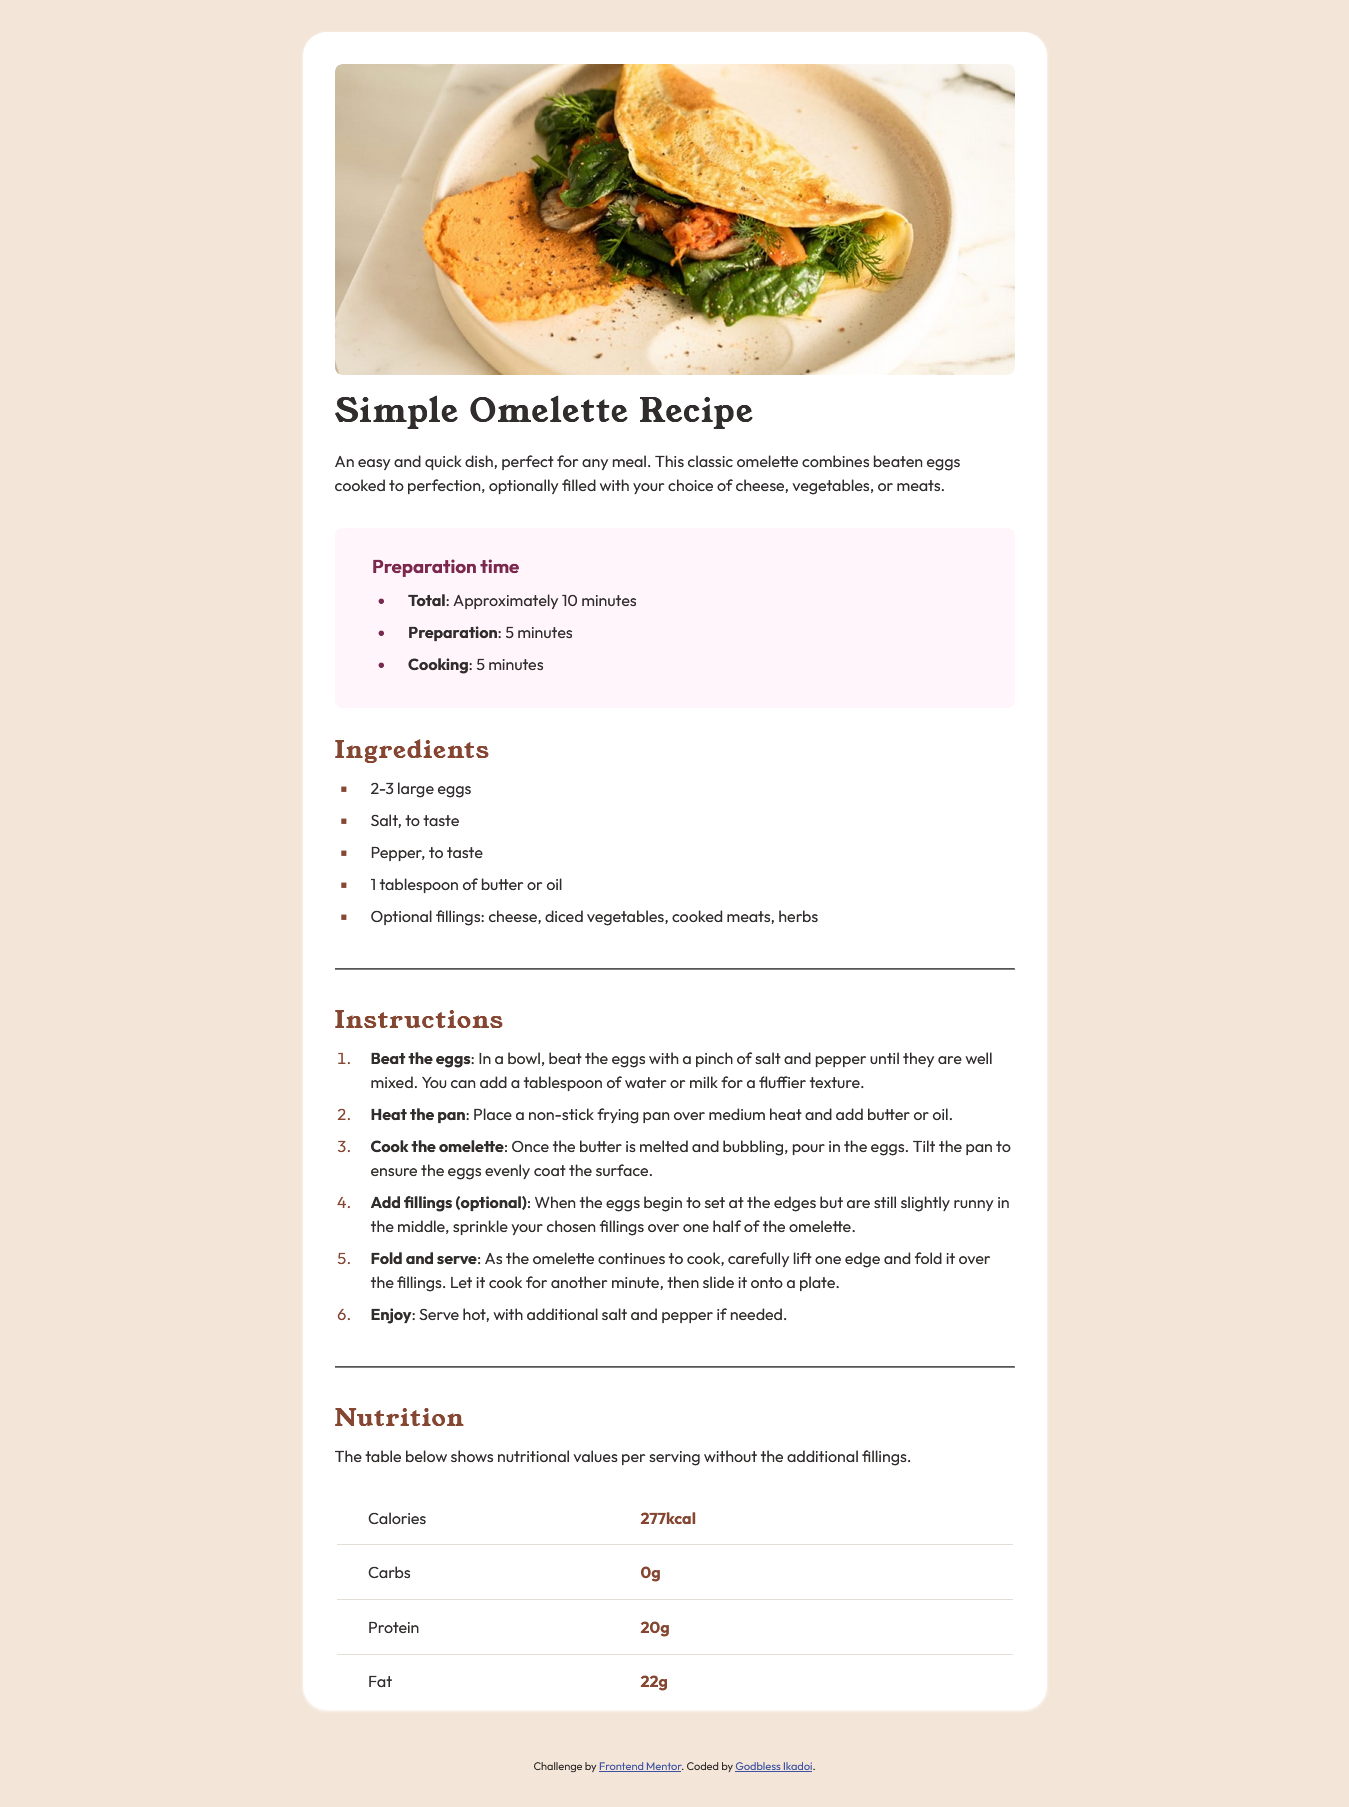 Simple Omelette Recipe
An easy and quick dish, perfect for any meal. This classic omelette combines beaten eggs
cooked to perfection, optionally filled with your choice of cheese, vegetables, or meats.
Preparation time
• Total: Approximately 10 minutes
• Preparation: 5 minutes
• Cooking: 5 minutes
Ingredients
▪ 2-3 large eggs
▪ Salt, to taste
▪ Pepper, to taste
▪ 1 tablespoon of butter or oil
▪ Optional fillings: cheese, diced vegetables, cooked meats, herbs
Instructions
1. Beat the eggs: In a bowl, beat the eggs with a pinch of salt and pepper until they are well
mixed. You can add a tablespoon of water or milk for a fluffier texture.
2. Heat the pan: Place a non-stick frying pan over medium heat and add butter or oil.
3. Cook the omelette: Once the butter is melted and bubbling, pour in the eggs. Tilt the pan to
ensure the eggs evenly coat the surface.
4. Add fillings (optional): When the eggs begin to set at the edges but are still slightly runny in
the middle, sprinkle your chosen fillings over one half of the omelette.
5. Fold and serve: As the omelette continues to cook, carefully lift one edge and fold it over
the fillings. Let it cook for another minute, then slide it onto a plate.
6. Enjoy: Serve hot, with additional salt and pepper if needed.
Nutrition
The table below shows nutritional values per serving without the additional fillings.
Calories 277kcal
Carbs 0g
Protein 20g
Fat 22g
Challenge by Frontend Mentor. Coded by Godbless Ikadoi.